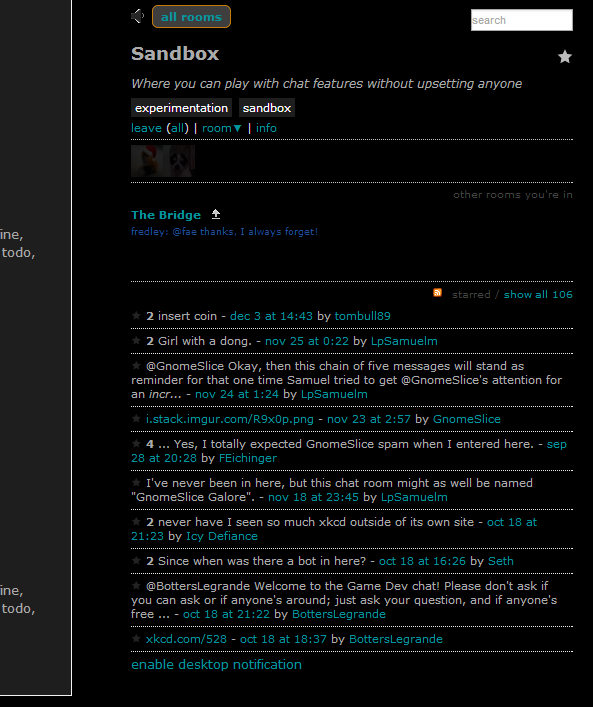 all rooms
search
Sandbox
Where you can play with chat features without upsetting anyone
experimentation sandbox
leave (all) | room▼ | info
other rooms you're in
ine,
todo,
The Bridge
fredley: @fae thanks. I always forget!
starred / show all 106
2 insert coin - dec 3 at 14:43 by tombull89
2 Girl with a dong. - nov 25 at 0:22 by LpSamuelm
@GnomeSlice Okay, then this chain of five messages will stand as
reminder for that one time Samuel tried to get @GnomeSlice's attention for
an incr... - nov 24 at 1:24 by LpSamuelm
i.stack.imgur.com/R9x0p.png - nov 23 at 2:57 by GnomeSlice
4 ... Yes, I totally expected GnomeSlice spam when I entered here. - sep
28 at 20:28 by FEichinger
I've never been in here, but this chat room might as well be named
"GnomeSlice Galore". - nov 18 at 23:45 by LpSamuelm
2 never have I seen so much xkcd outside of its own site - oct 18 at
21:23 by Icy Defiance
2 Since when was there a bot in here? - oct 18 at 16:26 by Seth
@BottersLegrande Welcome to the Game Dev chat! Please don't ask if
you can ask or if anyone's around; just ask your question, and if anyone's
free ... - oct 18 at 21:22 by BottersLegrande
ine,
todo,
xkcd.com/528 - oct 18 at 18:37 by BottersLegrande
enable desktop notification